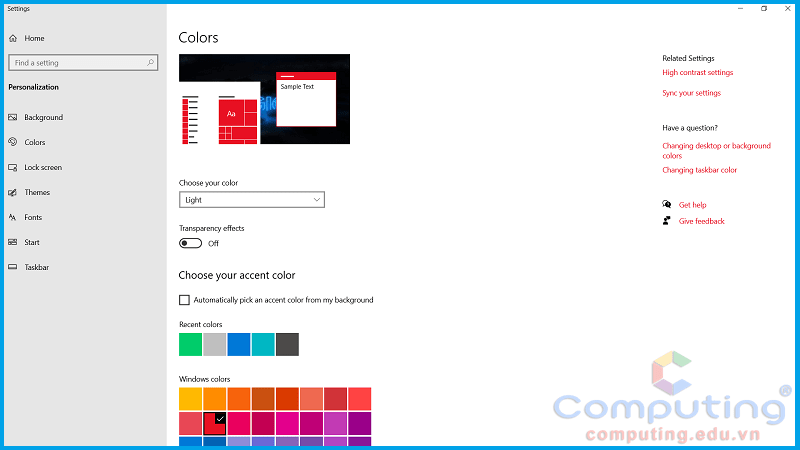 Settings
Home
Find a setting
Personalization
Background
Colors
Lock screen
Themes
Fonts
Start
Taskbar
Colors
Sample Text
Aa
Choose your color
Light
Transparency effects
Off
Choose your accent color
Automatically pick an accent color from my background
Recent colors
Windows colors
Related Settings
High contrast settings
Sync your settings
Have a question?
Changing desktop or background
colors
Changing taskbar color
Get help
Give feedback
Computing®
computing.edu.vn